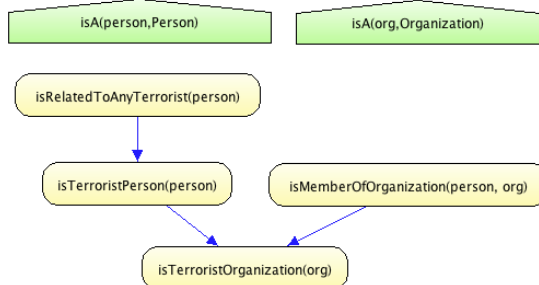 isA(person,Person)
isA(org,Organization)
isRelatedToAnyTerrorist(person)
isTerroristPerson(person)
isMemberOfOrganization(person, org)
isTerroristOrganization(org)